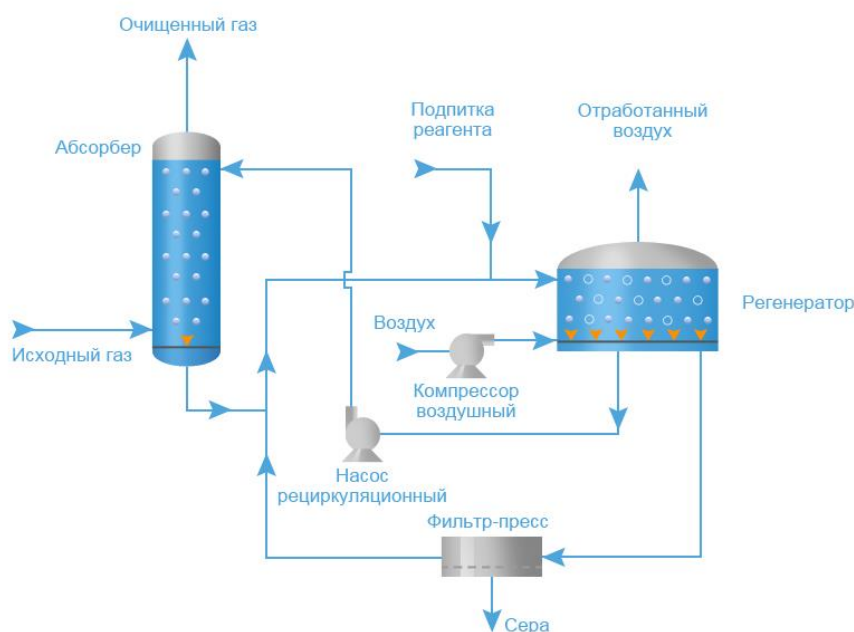 Очищенный газ
Абсорбер
Подпитка
реагента
Отработанный
воздух
Регенератор
Исходный газ
Воздух
Компрессор
воздушный
Насос
рециркуляционный
Фильтр-пресс
Сера